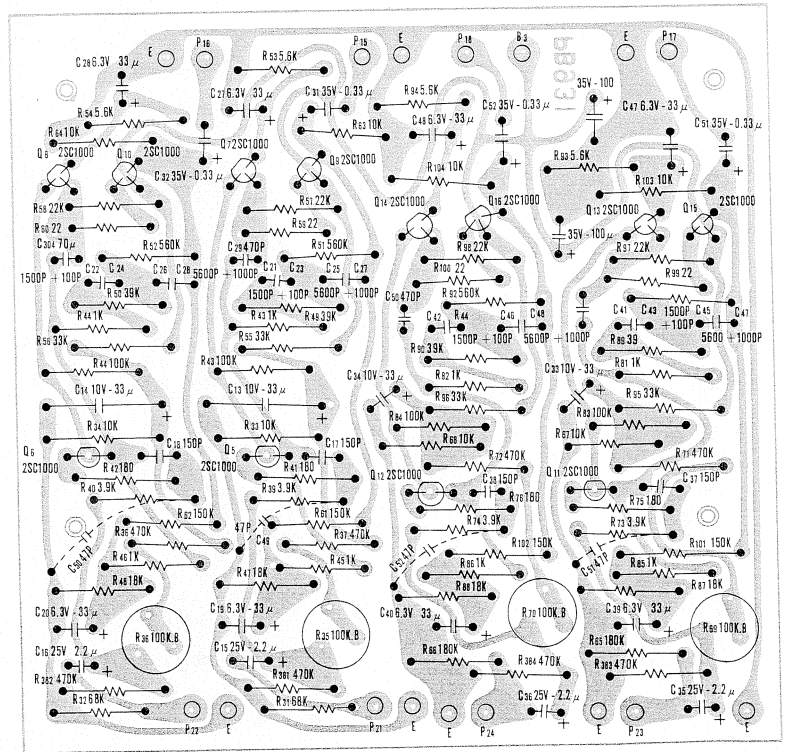 E P16 P15 E P18 B3 E P17
C28 6.3V 33μ
R53 5.6K
C27 6.3V - 33μ
C31 35V - 0.33μ
R94 5.6K
C52 35V - 0.33μ
PB931
35V - 100
C47 6.3V - 33μ
C51 35V - 0.33μ
R54 5.6K
R64 10K
R63 10K
C48 6.3V - 33μ
R93 5.6K
Q8 2SC1000
Q10 2SC1000
Q7 2SC1000
Q9 2SC1000
C32 35V - 0.33μ
R104 10K
R103 10K
Q14 2SC1000
Q16 2SC1000
Q13 2SC1000
Q15 2SC1000
R58 22K
R60 22
R57 22K
R59 22
35V - 100μ
R52 560K
R51 560K
R98 22K
R97 22K
C30 470μ
C29 470P
R100 22
R99 22
C22 C24 C26 C28
1500P + 100P
5600P + 1000P
C21 C23 C25 C27
1500P + 100P
5600P + 1000P
R92 560K
C50 470P
R50 39K
R49 39K
C42 R44 C46 C48
1500P + 100P
5600P + 1000P
C41 C43 C45 C47
1500P + 100P
5600 + 1000P
R44 1K
R43 1K
R56 33K
R55 33K
R90 39K
R89 39
R44 100K
R43 100K
C34 10V - 33μ
R82 1K
C33 10V - 33μ
R81 1K
C14 10V - 33μ
C13 10V - 33μ
R96 33K
R95 33K
R84 100K
R83 100K
R34 10K
R33 10K
R68 10K
R67 10K
Q6 2SC1000
C18 150P
Q5 2SC1000
C17 150P
R72 470K
R71 470K
R42 180
R41 180
Q12 2SC1000
C38 150P
Q11 2SC1000
C37 150P
R40 3.9K
R39 3.9K
R76 180
R75 180
R62 150K
R61 150K
R74 3.9K
R73 3.9K
47P C49
C50 47P
R36 470K
R37 470K
R102 150K
R101 150K
C52 47P
C51 47P
R46 1K
R45 1K
R86 1K
R85 1K
R48 18K
R47 18K
R88 18K
R87 18K
C20 6.3V - 33μ
C19 6.3V - 33μ
C40 6.3V 33μ
C39 6.3V 33μ
R36 100K.B
R35 100K.B
R70 100K.B
R69 100K.B
C16 25V 2.2μ
C15 25V - 2.2μ
R66 180K
R65 180K
R382 470K
R381 470K
R384 470K
R383 470K
R32 68K
R31 68K
C36 25V - 2.2μ
C35 25V - 2.2μ
P22 E P21 E E P24 E P23 E